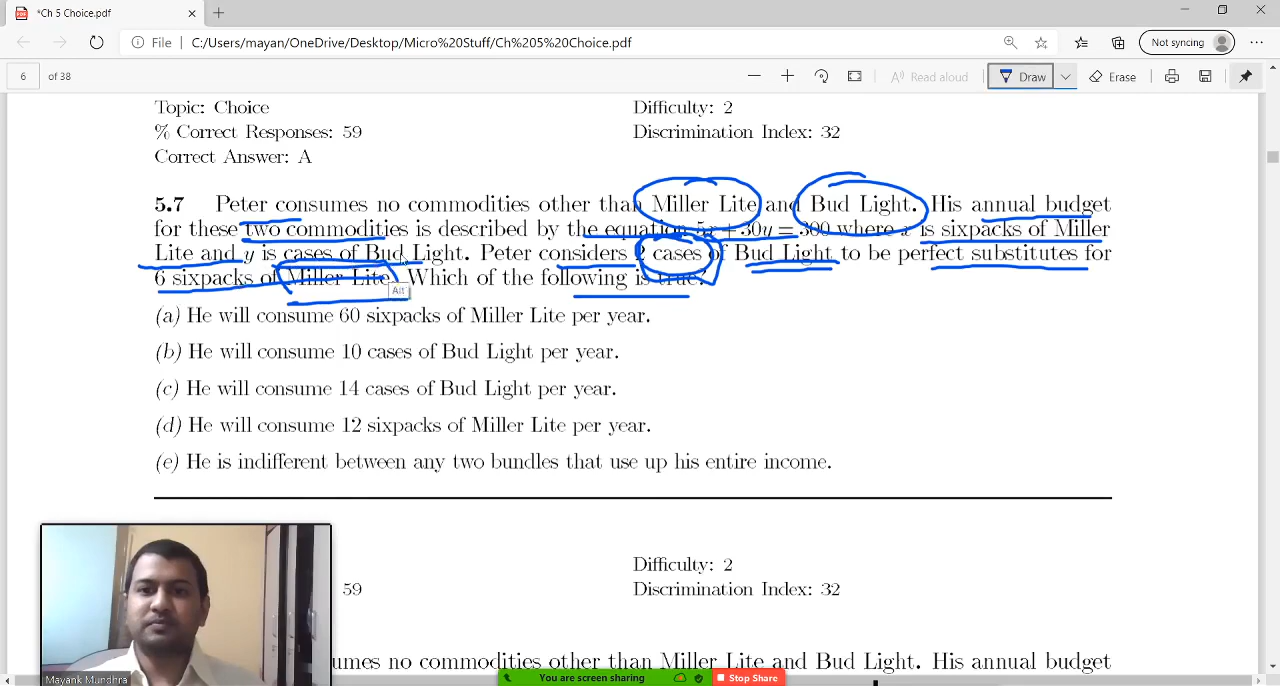 *Ch 5 Choice.pdf
File C:/Users/mayan/OneDrive/Desktop/Micro%20Stuff/Ch%205%20Choice.pdf Not syncing
6 of 38 Read aloud Draw Erase
Topic: Choice Difficulty: 2
% Correct Responses: 59 Discrimination Index: 32
Correct Answer: A
5.7 Peter consumes no commodities other than Miller Lite and Bud Light. His annual budget
for these two commodities is described by the equation 5x + 30y = 300 where x is sixpacks of Miller
Lite and y is cases of Bud Light. Peter considers 2 cases of Bud Light to be perfect substitutes for
6 sixpacks of Miller Lite. Which of the following is true?
Alt
(a) He will consume 60 sixpacks of Miller Lite per year.
(b) He will consume 10 cases of Bud Light per year.
(c) He will consume 14 cases of Bud Light per year.
(d) He will consume 12 sixpacks of Miller Lite per year.
(e) He is indifferent between any two bundles that use up his entire income.
Difficulty: 2
59 Discrimination Index: 32
umes no commodities other than Miller Lite and Bud Light. His annual budget
Mayank Mundhra You are screen sharing Stop Share